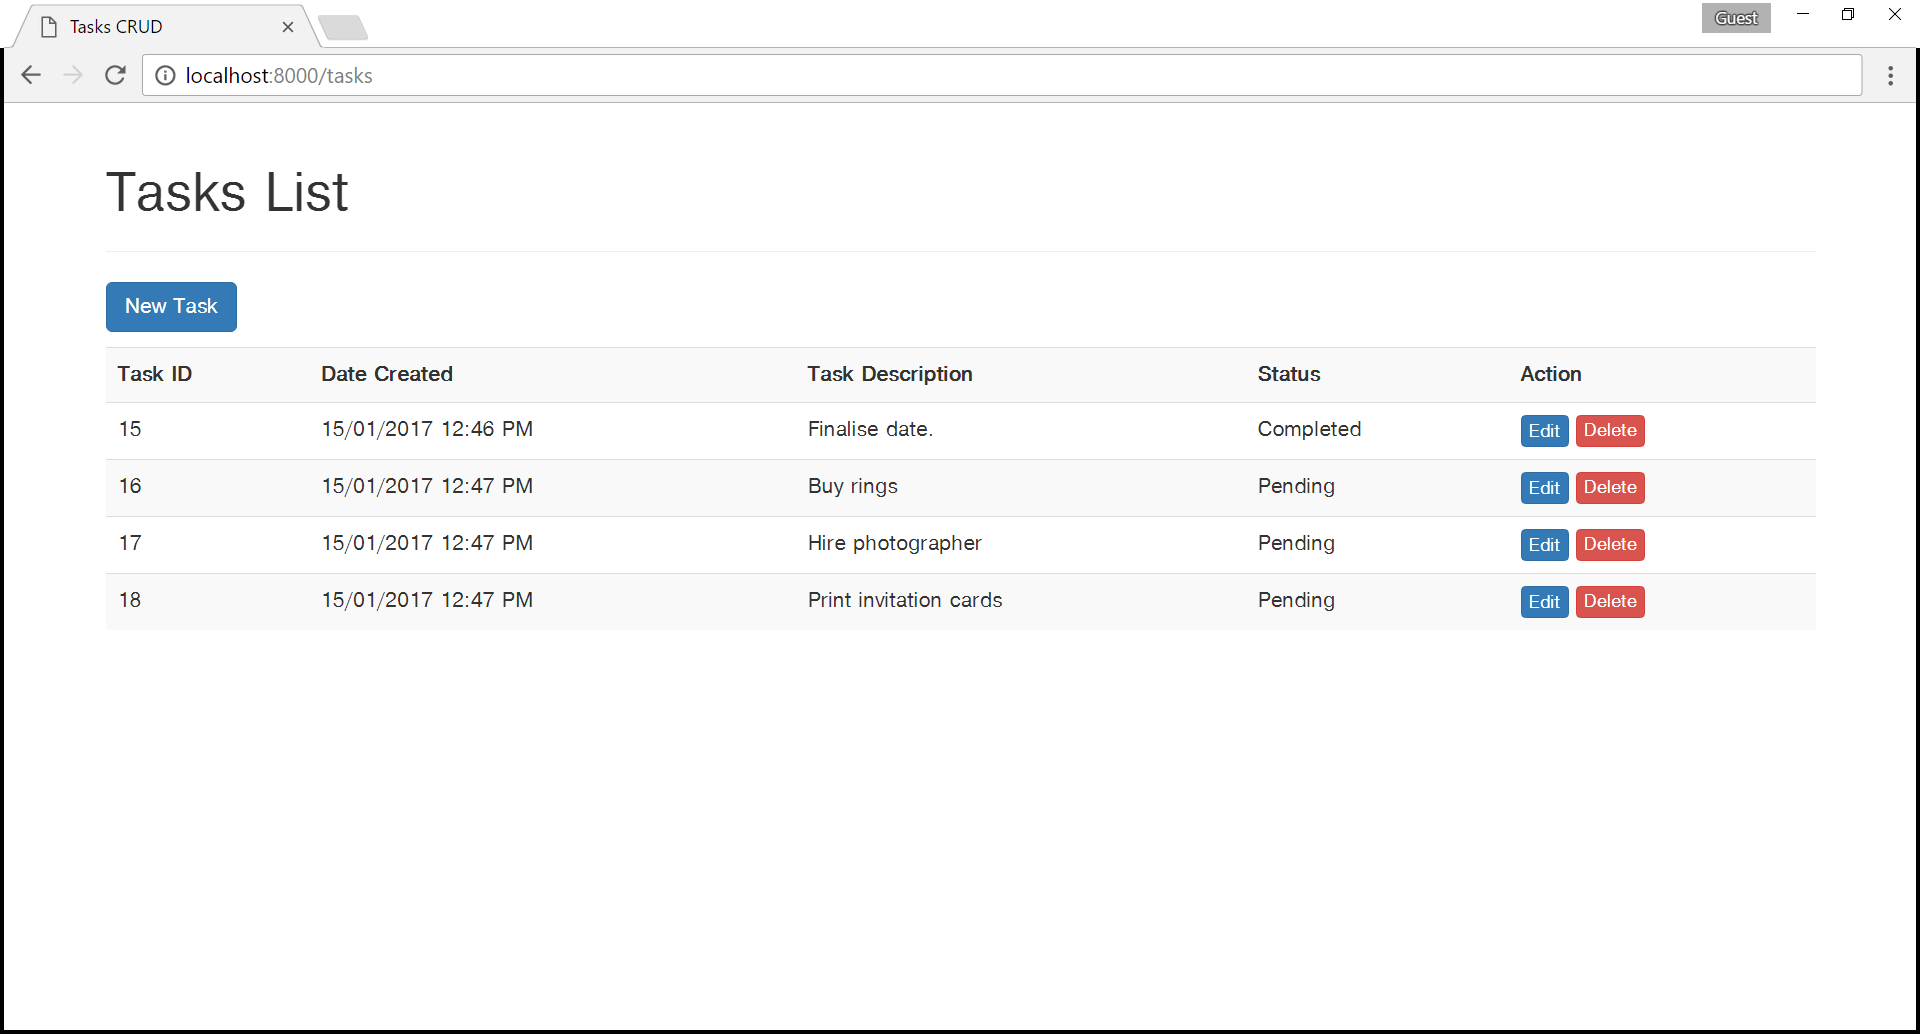 Tasks CRUD
Guest
localhost:8000/tasks
Tasks List
New Task
Task ID Date Created Task Description Status Action
15 15/01/2017 12:46 PM Finalise date. Completed Edit Delete
16 15/01/2017 12:47 PM Buy rings Pending Edit Delete
17 15/01/2017 12:47 PM Hire photographer Pending Edit Delete
18 15/01/2017 12:47 PM Print invitation cards Pending Edit Delete